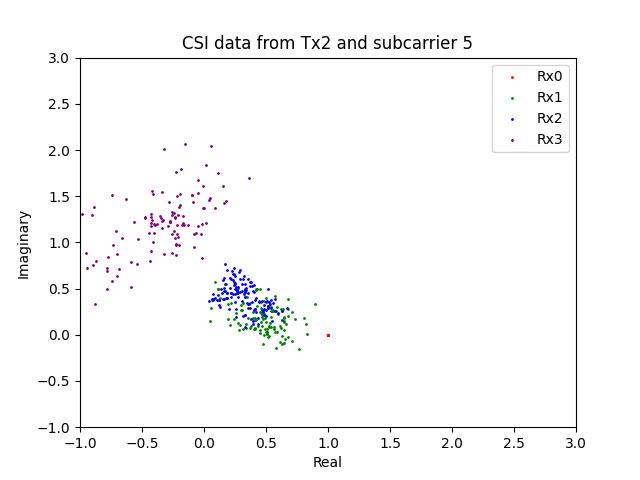 CSI data from Tx2 and subcarrier 5
3.0
2.5
2.0
1.5
1.0
0.5
0.0
−0.5
−1.0
Imaginary
Rx0
Rx1
Rx2
Rx3
−1.0 −0.5 0.0 0.5 1.0 1.5 2.0 2.5 3.0
Real